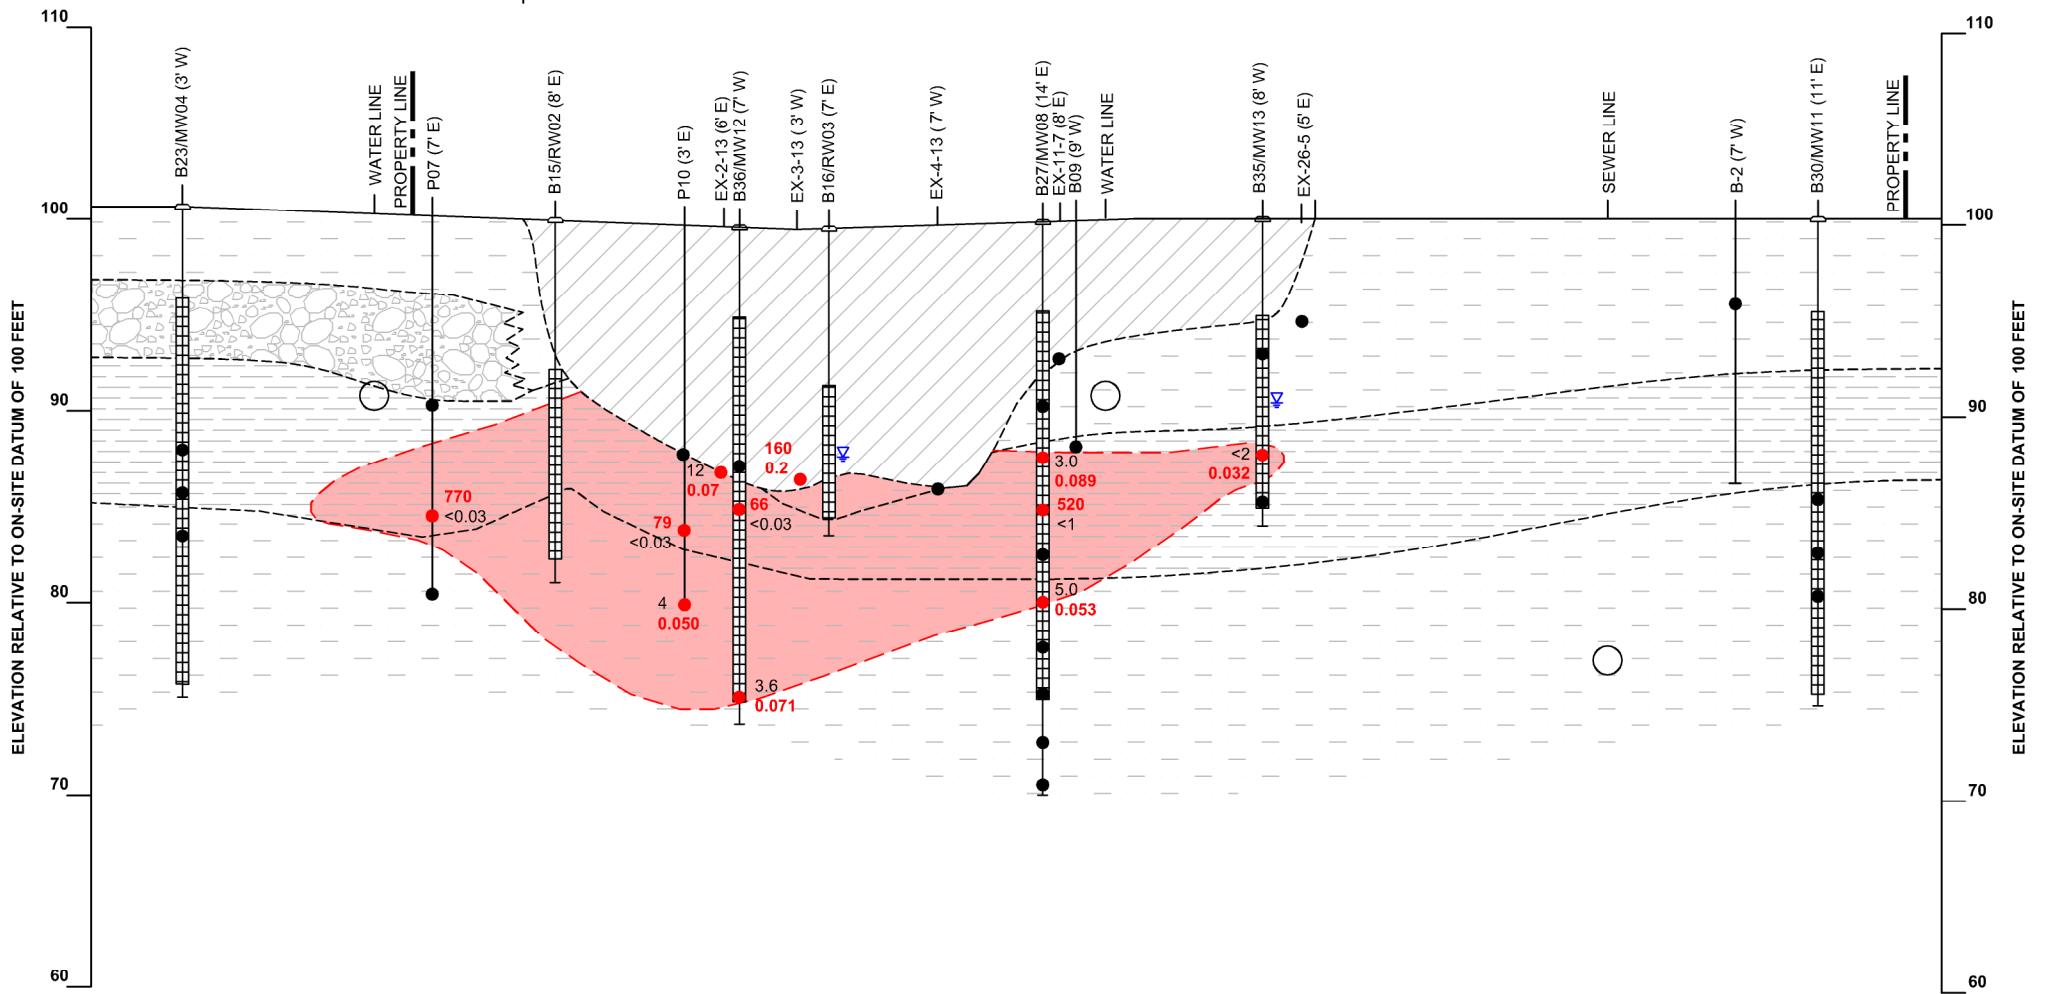 110
100
90
80
70
60
ELEVATION RELATIVE TO ON-SITE DATUM OF 100 FEET
B23/MW04 (3' W)
WATER LINE
PROPERTY LINE
P07 (7' E)
B15/RW02 (8' E)
P10 (3' E)
EX-2-13 (6' E)
B36/MW12 (7' W)
EX-3-13 ( 3' W)
B16/RW03 (7' E)
EX-4-13 (7' W)
B27/MW08 (14' E)
EX-11-7 (8' E)
B09 (9' W)
WATER LINE
B35/MW13 (8' W)
EX-26-5 (5' E)
SEWER LINE
B-2 (7' W)
B30/MW11 (11' E)
PROPERTY LINE
770
<0.03
79
<0.03
4
0.050
12
0.07
66
<0.03
3.6
0.071
160
0.2
3.0
0.089
520
<1
5.0
0.053
<2
0.032
110
100
90
80
70
60
ELEVATION RELATIVE TO ON-SITE DATUM OF 100 FEET